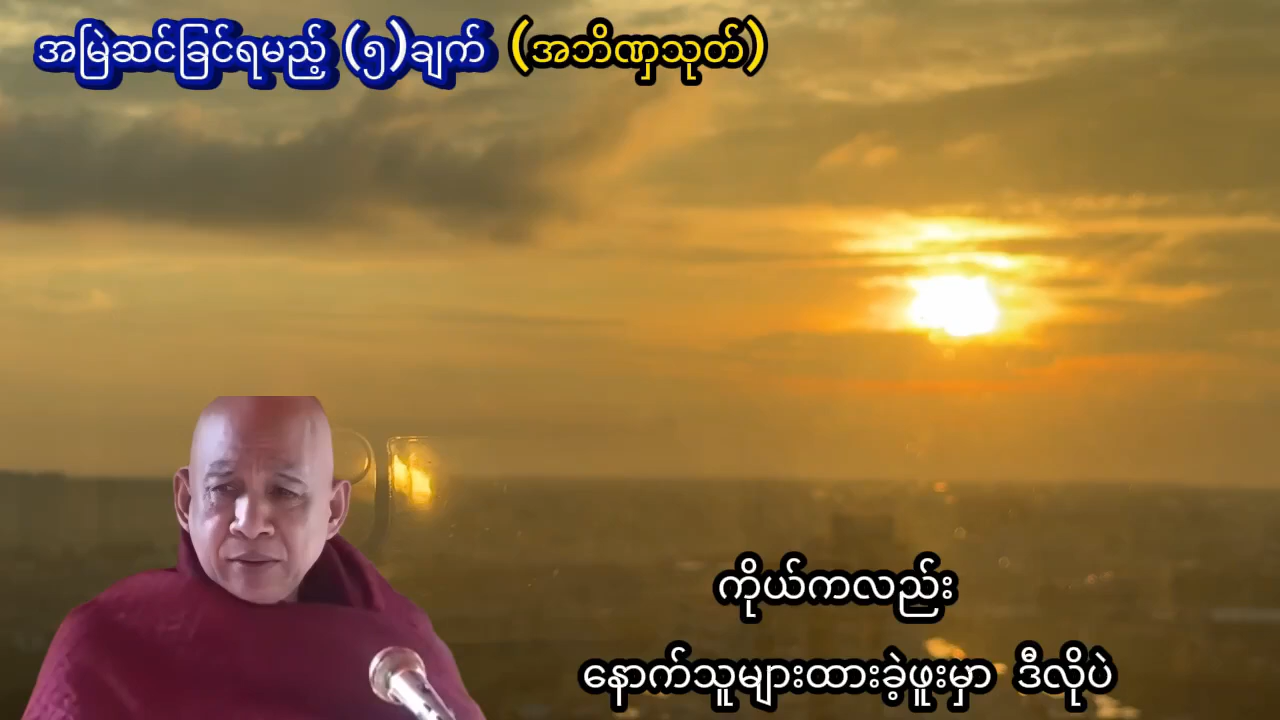 အမြဲဆင်ခြင်ရမည့် (၅)ချက် (အဘိဏှသုတ်)
ကိုယ်ကလည်း
နောက်သူများထားခဲ့ဖူးမှာ ဒီလိုပဲ